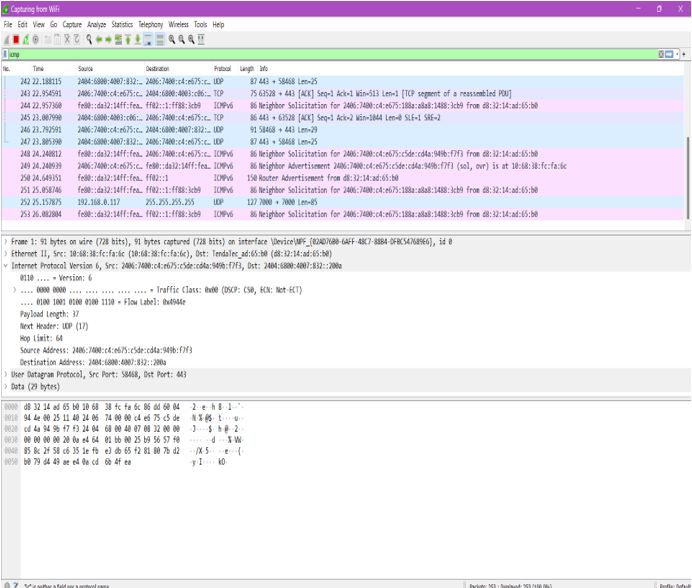 Capturing from WiFi
File Edit View Go Capture Analyze Statistics Telephony Wireless Tools Help
icmp
No. Time Source Destination Protocol Length Info
242 22.188115 2404:6800:4007:832:… 2406:7400:c4:e675:c… UDP 87 443 → 58468 Len=25
243 22.954591 2406:7400:c4:e675:c… 2404:6800:4003:c06:… TCP 75 63528 → 443 [ACK] Seq=1 Ack=1 Win=513 Len=1 [TCP segment of a reassembled PDU]
244 22.957360 fe80::da32:14ff:fea… ff02::1:ff88:3cb9 ICMPv6 86 Neighbor Solicitation for 2406:7400:c4:e675:188a:a8a8:1488:3cb9 from d8:32:14:ad:65:b0
245 23.007990 2404:6800:4003:c06:… 2406:7400:c4:e675:c… TCP 86 443 → 63528 [ACK] Seq=1 Ack=2 Win=1044 Len=0 SLE=1 SRE=2
246 23.792591 2406:7400:c4:e675:c… 2404:6800:4007:832:… UDP 91 58468 → 443 Len=29
247 23.805390 2404:6800:4007:832:… 2406:7400:c4:e675:c… UDP 87 443 → 58468 Len=25
248 24.240812 fe80::da32:14ff:fea… 2406:7400:c4:e675:c… ICMPv6 86 Neighbor Solicitation for 2406:7400:c4:e675:c5de:cd4a:949b:f7f3 from d8:32:14:ad:65:b0
249 24.240939 2406:7400:c4:e675:c… fe80::da32:14ff:fea… ICMPv6 86 Neighbor Advertisement 2406:7400:c4:e675:c5de:cd4a:949b:f7f3 (sol, ovr) is at 10:68:38:fc:fa:6c
250 24.649351 fe80::da32:14ff:fea… ff02::1 ICMPv6 150 Router Advertisement from d8:32:14:ad:65:b0
251 25.058746 fe80::da32:14ff:fea… ff02::1:ff88:3cb9 ICMPv6 86 Neighbor Solicitation for 2406:7400:c4:e675:188a:a8a8:1488:3cb9 from d8:32:14:ad:65:b0
252 25.157875 192.168.0.117 255.255.255.255 UDP 127 7000 → 7000 Len=85
253 26.082804 fe80::da32:14ff:fea… ff02::1:ff88:3cb9 ICMPv6 86 Neighbor Solicitation for 2406:7400:c4:e675:188a:a8a8:1488:3cb9 from d8:32:14:ad:65:b0
Frame 1: 91 bytes on wire (728 bits), 91 bytes captured (728 bits) on interface \Device\NPF_{02AD76B0-6AFF-48C7-88B4-DFBC547689E6}, id 0
Ethernet II, Src: 10:68:38:fc:fa:6c (10:68:38:fc:fa:6c), Dst: Tendatec_ad:65:b0 (d8:32:14:ad:65:b0)
Internet Protocol Version 6, Src: 2406:7400:c4:e675:c5de:cd4a:949b:f7f3, Dst: 2404:6800:4007:832::200a
0110 .... = Version: 6
.... 0000 0000 .... .... .... .... .... = Traffic Class: 0x00 (DSCP: CS0, ECN: Not-ECT)
.... 0100 1001 0100 0100 1110 = Flow Label: 0x4944e
Payload Length: 37
Next Header: UDP (17)
Hop Limit: 64
Source Address: 2406:7400:c4:e675:c5de:cd4a:949b:f7f3
Destination Address: 2404:6800:4007:832::200a
User Datagram Protocol, Src Port: 58468, Dst Port: 443
Data (29 bytes)
0000 d8 32 14 ad 65 b0 10 68 38 fc fa 6c 86 dd 60 04 ·2··e··h 8··l··`·
0010 94 4e 00 25 11 40 24 06 74 00 00 c4 e6 75 c5 de ·N·%·@$· t····u··
0020 cd 4a 94 9b f7 f3 24 04 68 00 40 07 08 32 00 00 ·J····$· h·@··2··
0030 00 00 00 00 20 0a e4 64 01 bb 00 25 b9 56 57 f0 ···· ··d ···%·VW·
0040 85 8c 2f 58 c6 35 1e fb e3 db 65 f2 81 80 7b d2 ··/X·5·· ··e···{·
0050 b0 79 d4 49 ae e4 0a cd 6b 4f ea ·y·I···· kO·
Packets: 253 · Displayed: 253 (100.0%)
Profile: Default